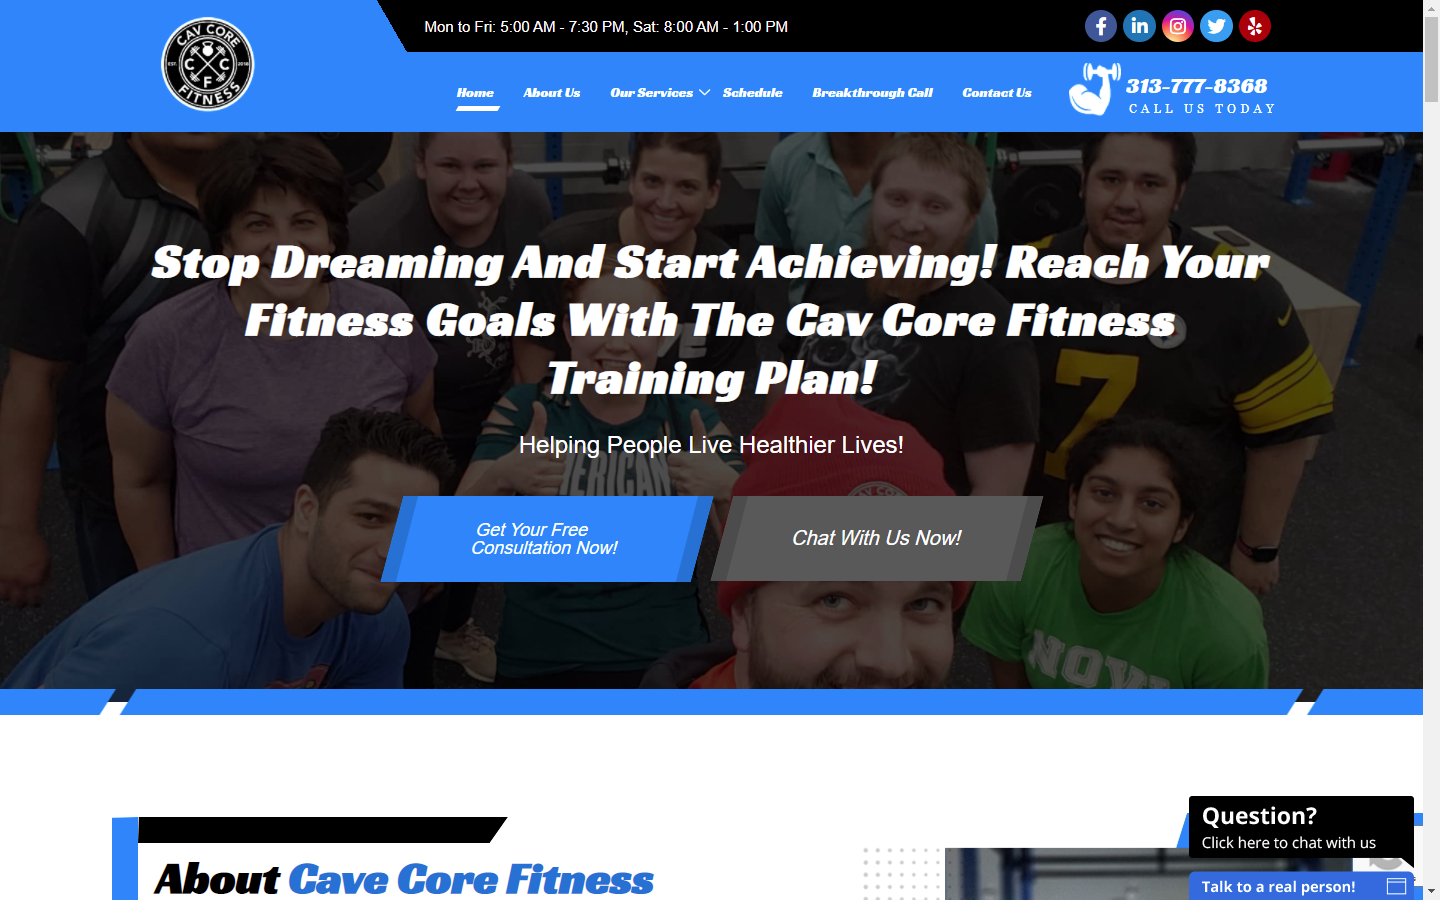 CAV CORE
EST. 2018
C C
F
FITNESS
Mon to Fri: 5:00 AM - 7:30 PM, Sat: 8:00 AM - 1:00 PM
Home About Us Our Services Schedule Breakthrough Call Contact Us
313-777-8368
CALL US TODAY
Stop Dreaming And Start Achieving! Reach Your
Fitness Goals With The Cav Core Fitness
Training Plan!
Helping People Live Healthier Lives!
7
Get Your Free
Consultation Now!
Chat With Us Now!
NOVI
About Cave Core Fitness
Question?
Click here to chat with us
Talk to a real person!